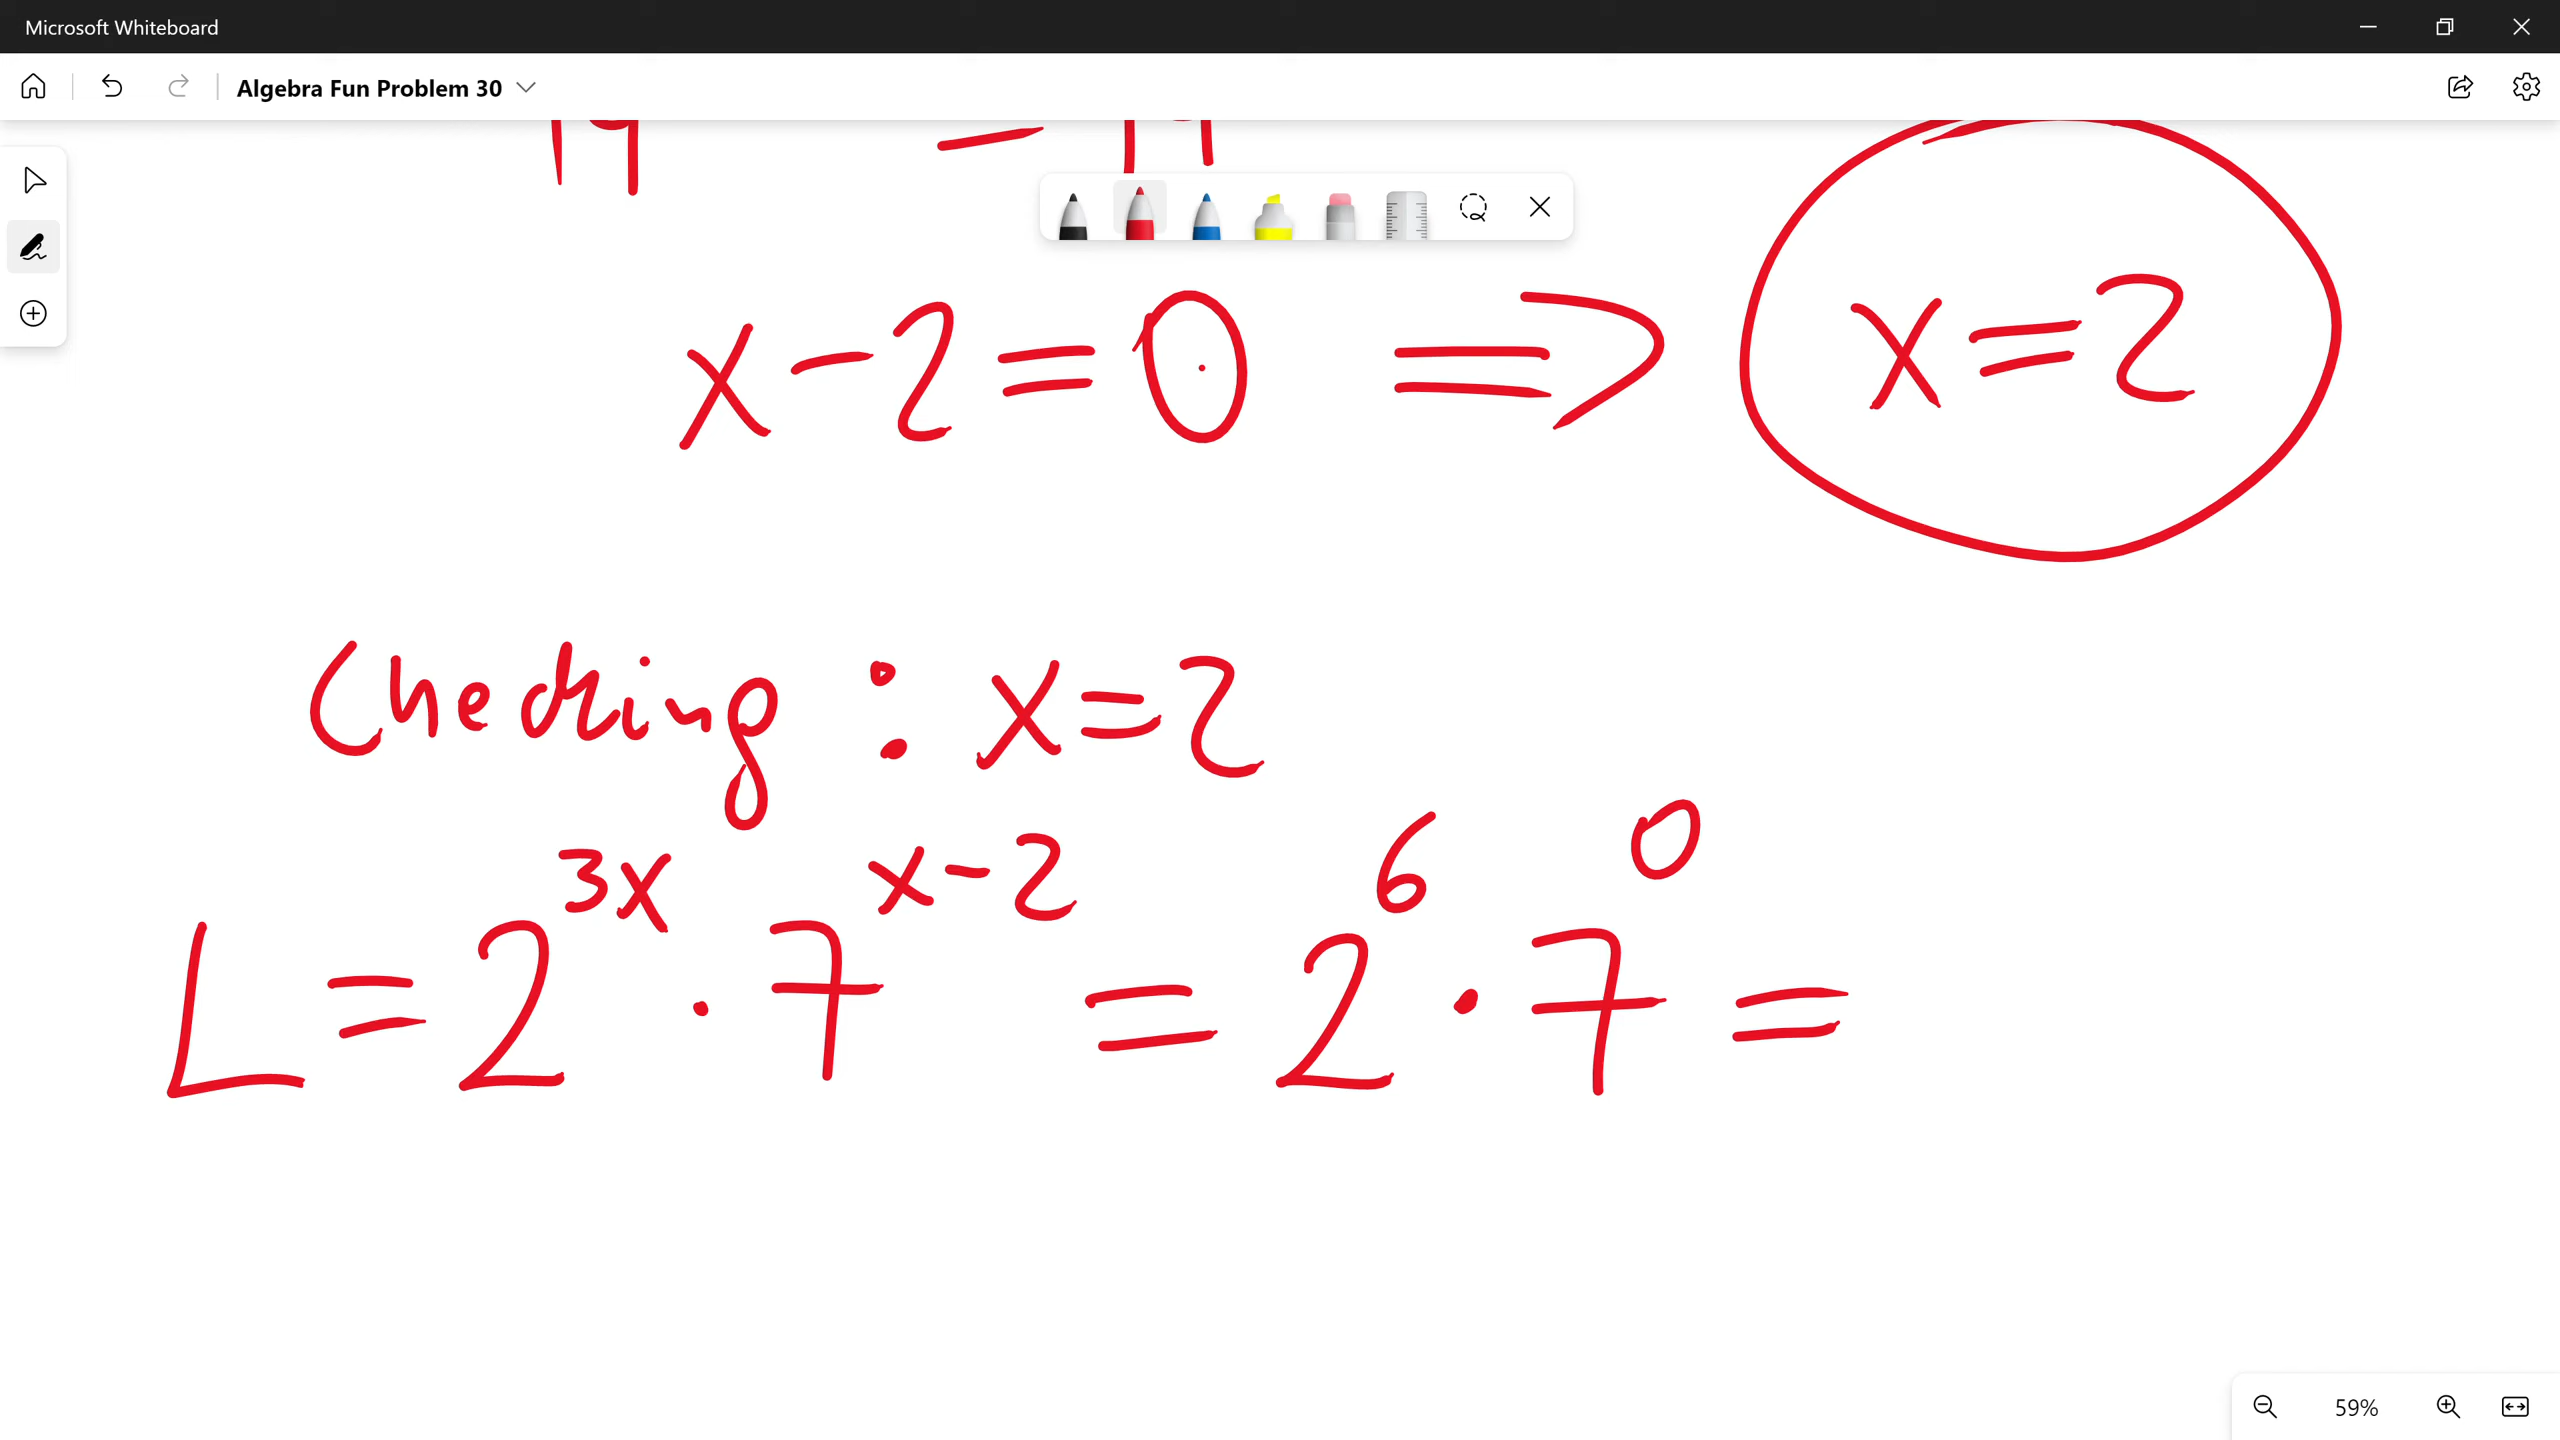 Microsoft Whiteboard
Algebra Fun Problem 30
x-2=0 => x=2
Checking : x=2
L=2^{3x} · 7^{x-2} = 2^6 · 7^0 =
59%